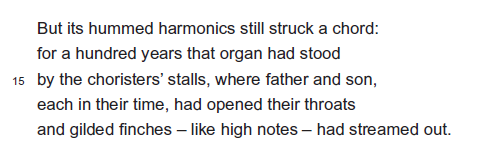 But its hummed harmonics still struck a chord:
for a hundred years that organ had stood
15 by the choristers’ stalls, where father and son,
each in their time, had opened their throats
and gilded finches – like high notes – had streamed out.